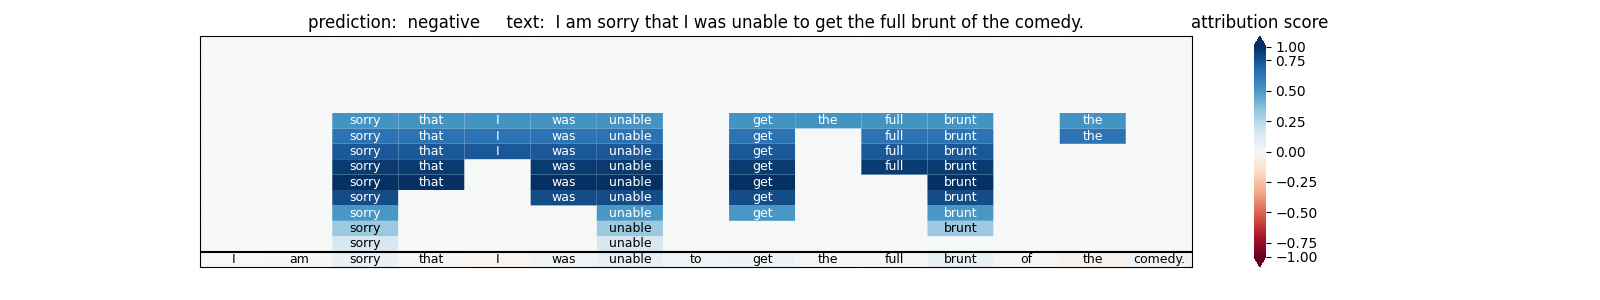 prediction: negative text: I am sorry that I was unable to get the full brunt of the comedy. attribution score
1.00
0.75
0.50
0.25
0.00
−0.25
−0.50
−0.75
−1.00
sorry that I was unable get the full brunt the
sorry that I was unable get full brunt the
sorry that I was unable get full brunt
sorry that was unable get full brunt
sorry that was unable get brunt
sorry was unable get brunt
sorry unable get brunt
sorry unable brunt
sorry unable
I am sorry that I was unable to get the full brunt of the comedy.